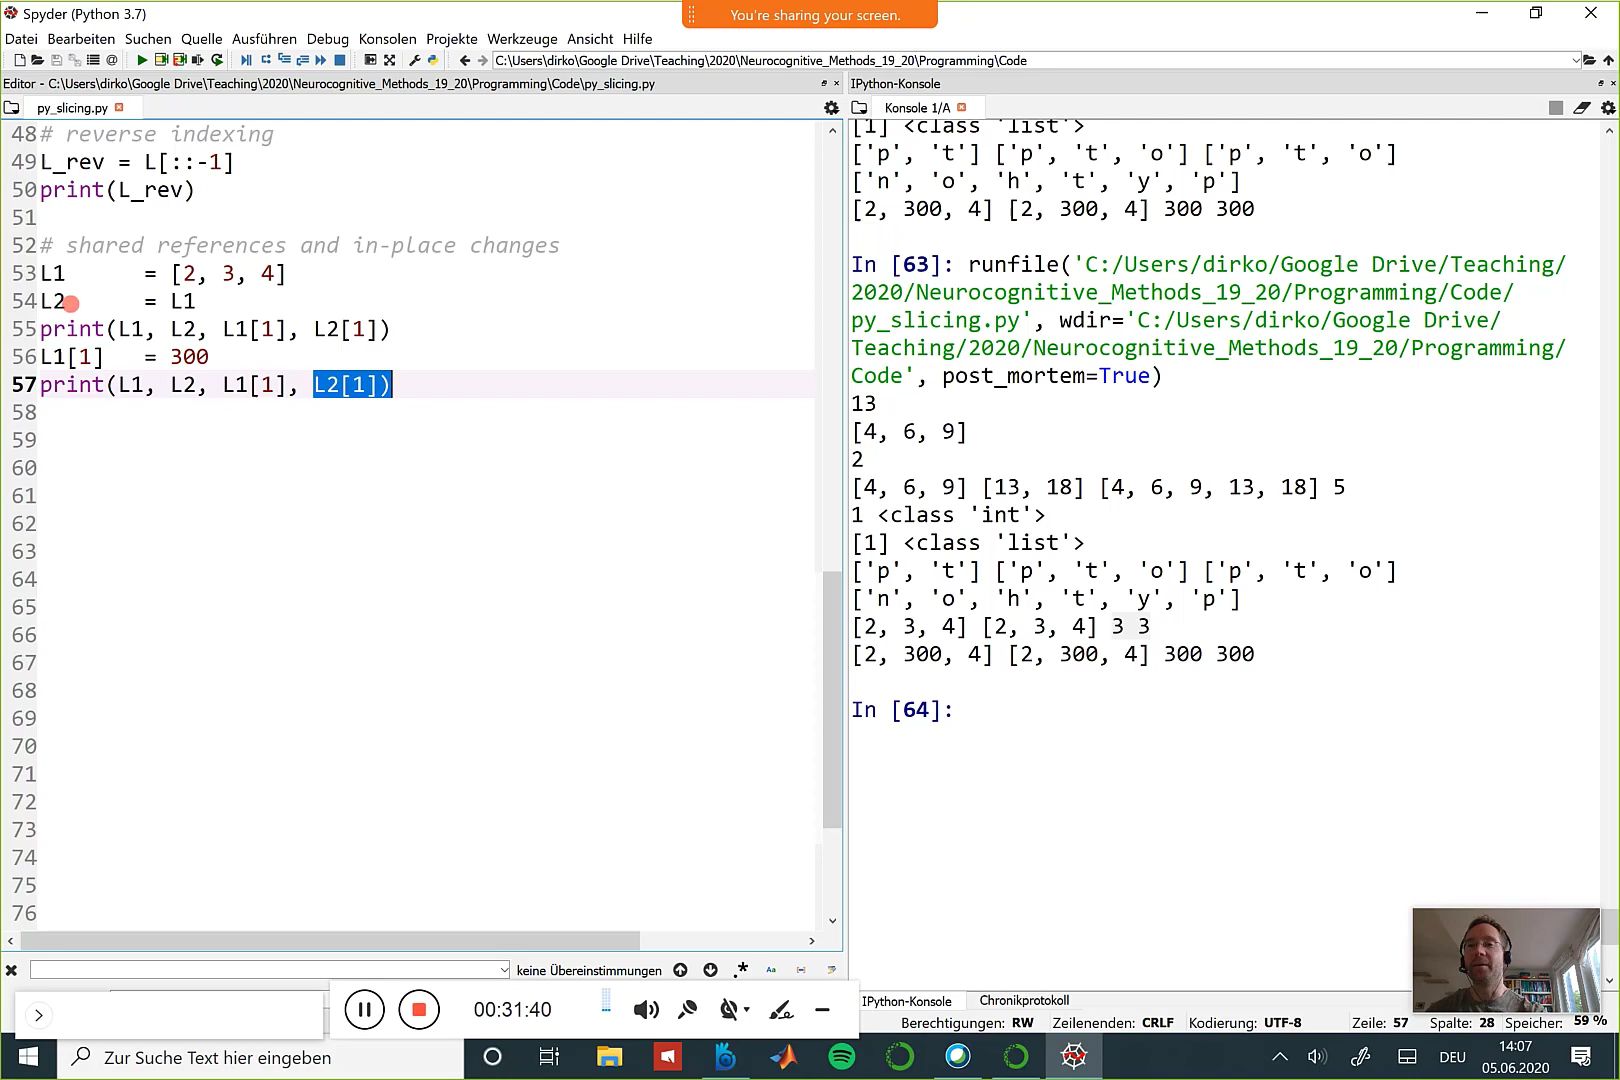 Spyder (Python 3.7)
You're sharing your screen.
Datei Bearbeiten Suchen Quelle Ausführen Debug Konsolen Projekte Werkzeuge Ansicht Hilfe
C:\Users\dirko\Google Drive\Teaching\2020\Neurocognitive_Methods_19_20\Programming\Code
Editor - C:\Users\dirko\Google Drive\Teaching\2020\Neurocognitive_Methods_19_20\Programming\Code\py_slicing.py
py_slicing.py
48 # reverse indexing
49 L_rev = L[::-1]
50 print(L_rev)
51
52 # shared references and in-place changes
53 L1 = [2, 3, 4]
54 L2 = L1
55 print(L1, L2, L1[1], L2[1])
56 L1[1] = 300
57 print(L1, L2, L1[1], L2[1])
58
59
60
61
62
63
64
65
66
67
68
69
70
71
72
73
74
75
76
keine Übereinstimmungen
Aa
00:31:40
IPython-Konsole
Konsole 1/A
[1] <class 'list'>
['p', 't'] ['p', 't', 'o'] ['p', 't', 'o']
['n', 'o', 'h', 't', 'y', 'p']
[2, 300, 4] [2, 300, 4] 300 300
In [63]: runfile('C:/Users/dirko/Google Drive/Teaching/
2020/Neurocognitive_Methods_19_20/Programming/Code/
py_slicing.py', wdir='C:/Users/dirko/Google Drive/
Teaching/2020/Neurocognitive_Methods_19_20/Programming/
Code', post_mortem=True)
13
[4, 6, 9]
2
[4, 6, 9] [13, 18] [4, 6, 9, 13, 18] 5
1 <class 'int'>
[1] <class 'list'>
['p', 't'] ['p', 't', 'o'] ['p', 't', 'o']
['n', 'o', 'h', 't', 'y', 'p']
[2, 3, 4] [2, 3, 4] 3 3
[2, 300, 4] [2, 300, 4] 300 300
In [64]:
IPython-Konsole Chronikprotokoll
Berechtigungen: RW Zeilenenden: CRLF Kodierung: UTF-8 Zeile: 57 Spalte: 28 Speicher: 59 %
Zur Suche Text hier eingeben
DEU
14:07
05.06.2020